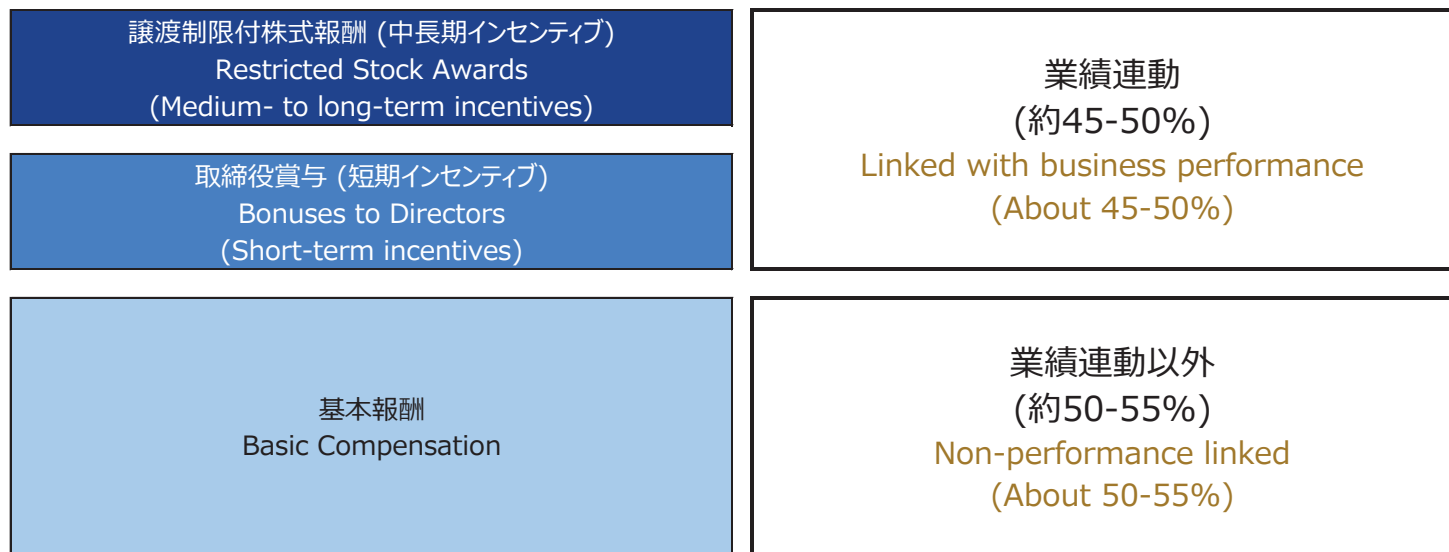 譲渡制限付株式報酬 (中長期インセンティブ)
Restricted Stock Awards
(Medium- to long-term incentives)
業績連動
(約45-50%)
Linked with business performance
(About 45-50%)
取締役賞与 (短期インセンティブ)
Bonuses to Directors
(Short-term incentives)
基本報酬
Basic Compensation
業績連動以外
(約50-55%)
Non-performance linked
(About 50-55%)